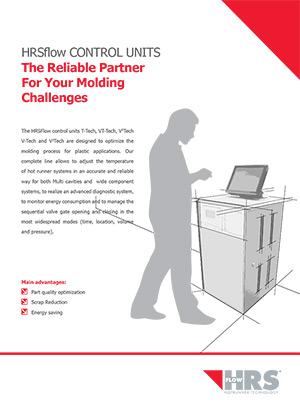 HRSflow CONTROL UNITS
The Reliable Partner
For Your Molding
Challenges
The HRSFlow control units T-Tech, VT-Tech, V²Tech
V-Tech and V³Tech are designed to optimize the
molding process for plastic applications. Our
complete line allows to adjust the temperature
of hot runner systems in an accurate and reliable
way for both Multi cavities and wide component
systems, to realize an advanced diagnostic system,
to monitor energy consumption and to manage the
sequential valve gate opening and closing in the
most widespread modes (time, location, volume
and pressure).
Main advantages:
Part quality optimization
Scrap Reduction
Energy saving
FLOW
HRS
HOTRUNNER TECHNOLOGY